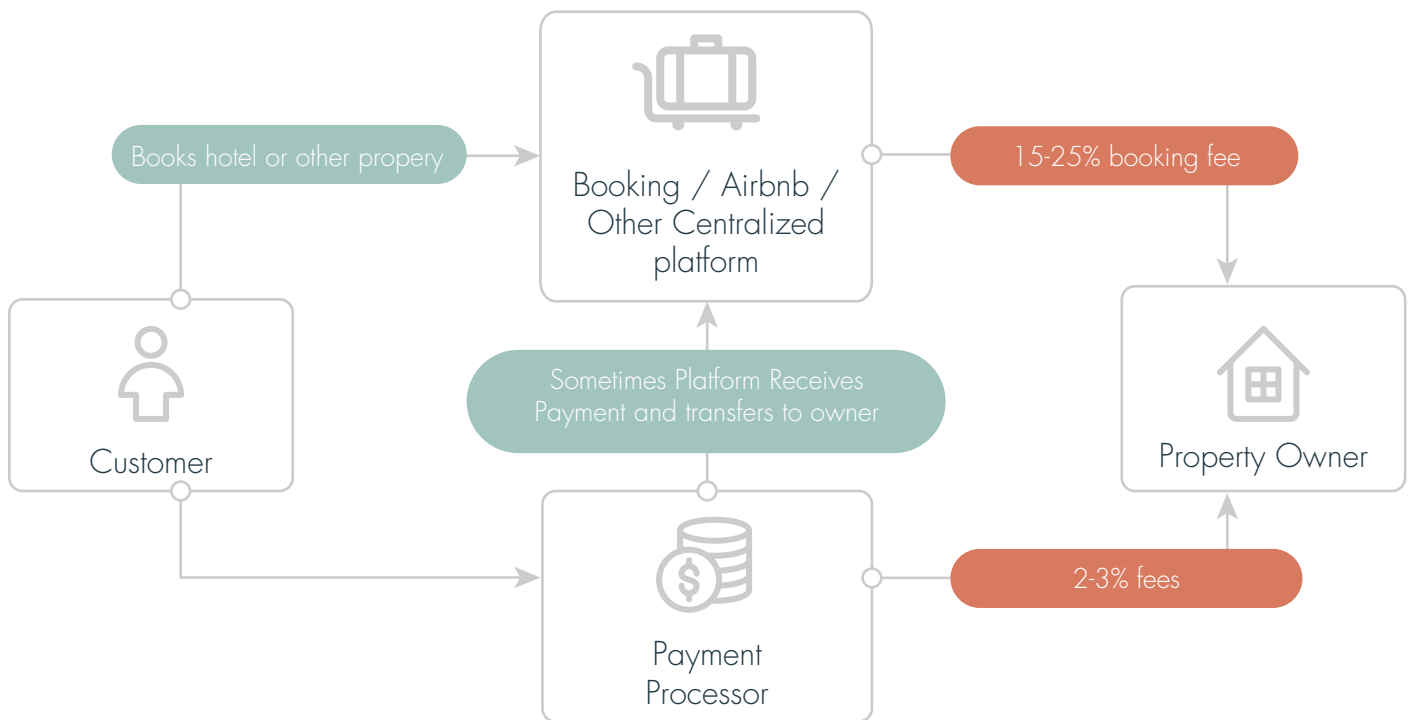 Books hotel or other propery
Booking / Airbnb /
Other Centralized
platform
15-25% booking fee
Customer
Sometimes Platform Receives
Payment and transfers to owner
Property Owner
$
Payment
Processor
2-3% fees